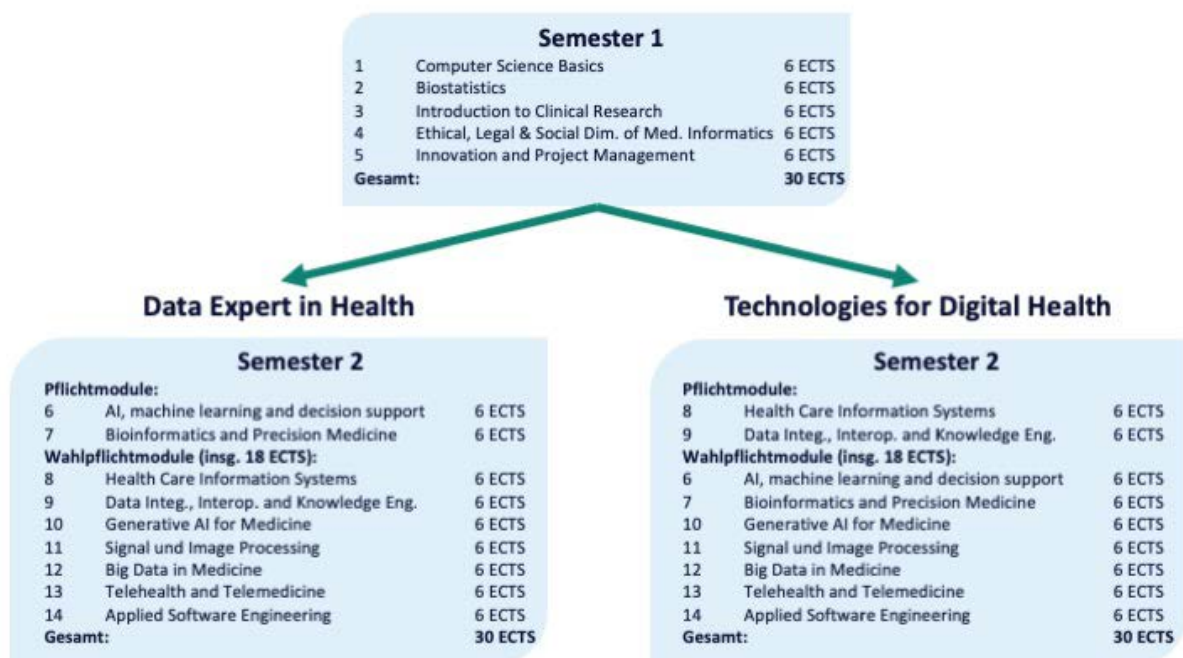 Semester 1
1 Computer Science Basics 6 ECTS
2 Biostatistics 6 ECTS
3 Introduction to Clinical Research 6 ECTS
4 Ethical, Legal & Social Dim. of Med. Informatics 6 ECTS
5 Innovation and Project Management 6 ECTS
Gesamt: 30 ECTS
Data Expert in Health
Semester 2
Pflichtmodule:
6 AI, machine learning and decision support 6 ECTS
7 Bioinformatics and Precision Medicine 6 ECTS
Wahlpflichtmodule (insg. 18 ECTS):
8 Health Care Information Systems 6 ECTS
9 Data Integ., Interop. and Knowledge Eng. 6 ECTS
10 Generative AI for Medicine 6 ECTS
11 Signal und Image Processing 6 ECTS
12 Big Data in Medicine 6 ECTS
13 Telehealth and Telemedicine 6 ECTS
14 Applied Software Engineering 6 ECTS
Gesamt: 30 ECTS
Technologies for Digital Health
Semester 2
Pflichtmodule:
8 Health Care Information Systems 6 ECTS
9 Data Integ., Interop. and Knowledge Eng. 6 ECTS
Wahlpflichtmodule (insg. 18 ECTS):
6 AI, machine learning and decision support 6 ECTS
7 Bioinformatics and Precision Medicine 6 ECTS
10 Generative AI for Medicine 6 ECTS
11 Signal und Image Processing 6 ECTS
12 Big Data in Medicine 6 ECTS
13 Telehealth and Telemedicine 6 ECTS
14 Applied Software Engineering 6 ECTS
Gesamt: 30 ECTS